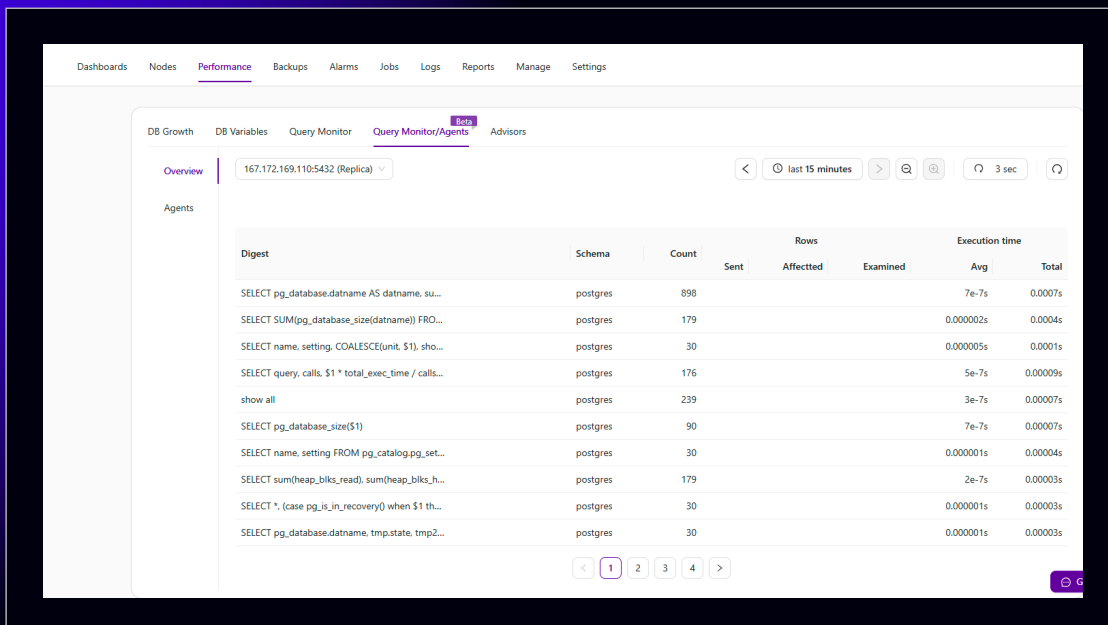 Dashboards Nodes Performance Backups Alarms Jobs Logs Reports Manage Settings
Beta
DB Growth DB Variables Query Monitor Query Monitor/Agents Advisors
Overview 167.172.169.110:5432 (Replica) last 15 minutes 3 sec
Agents
Rows Execution time
Digest Schema Count
Sent Affectted Examined Avg Total
SELECT pg_database.datname AS datname, su... postgres 898 7e-7s 0.0007s
SELECT SUM(pg_database_size(datname)) FRO... postgres 179 0.000002s 0.0004s
SELECT name, setting, COALESCE(unit, $1), sho... postgres 30 0.000005s 0.0001s
SELECT query, calls, $1 * total_exec_time / calls... postgres 176 5e-7s 0.00009s
show all postgres 239 3e-7s 0.00007s
SELECT pg_database_size($1) postgres 90 7e-7s 0.00007s
SELECT name, setting FROM pg_catalog.pg_set... postgres 30 0.000001s 0.00004s
SELECT sum(heap_blks_read), sum(heap_blks_h... postgres 179 2e-7s 0.00003s
SELECT *, (case pg_is_in_recovery() when $1 th... postgres 30 0.000001s 0.00003s
SELECT pg_database.datname, tmp.state, tmp2... postgres 30 0.000001s 0.00003s
1 2 3 4